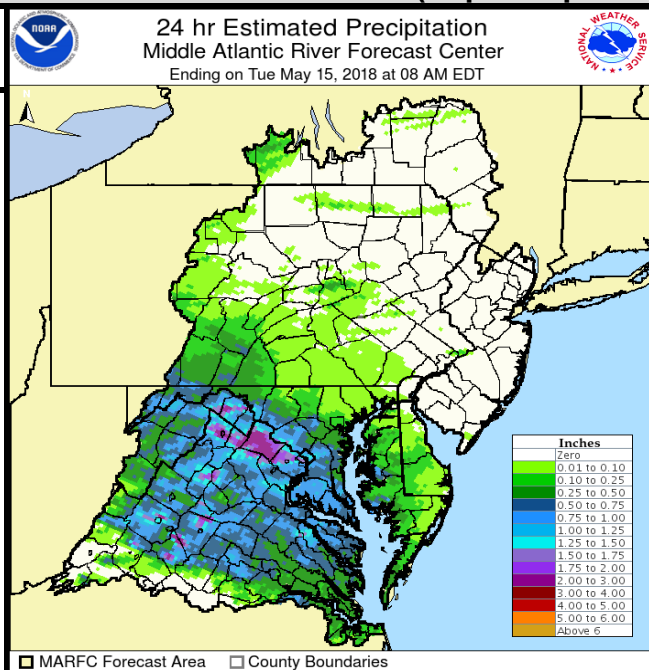 24 hr Estimated Precipitation
Middle Atlantic River Forecast Center
Ending on Tue May 15, 2018 at 08 AM EDT
NOAA
NATIONAL WEATHER SERVICE
N
Inches
Zero
0.01 to 0.10
0.10 to 0.25
0.25 to 0.50
0.50 to 0.75
0.75 to 1.00
1.00 to 1.25
1.25 to 1.50
1.50 to 1.75
1.75 to 2.00
2.00 to 3.00
3.00 to 4.00
4.00 to 5.00
5.00 to 6.00
Above 6
MARFC Forecast Area
County Boundaries